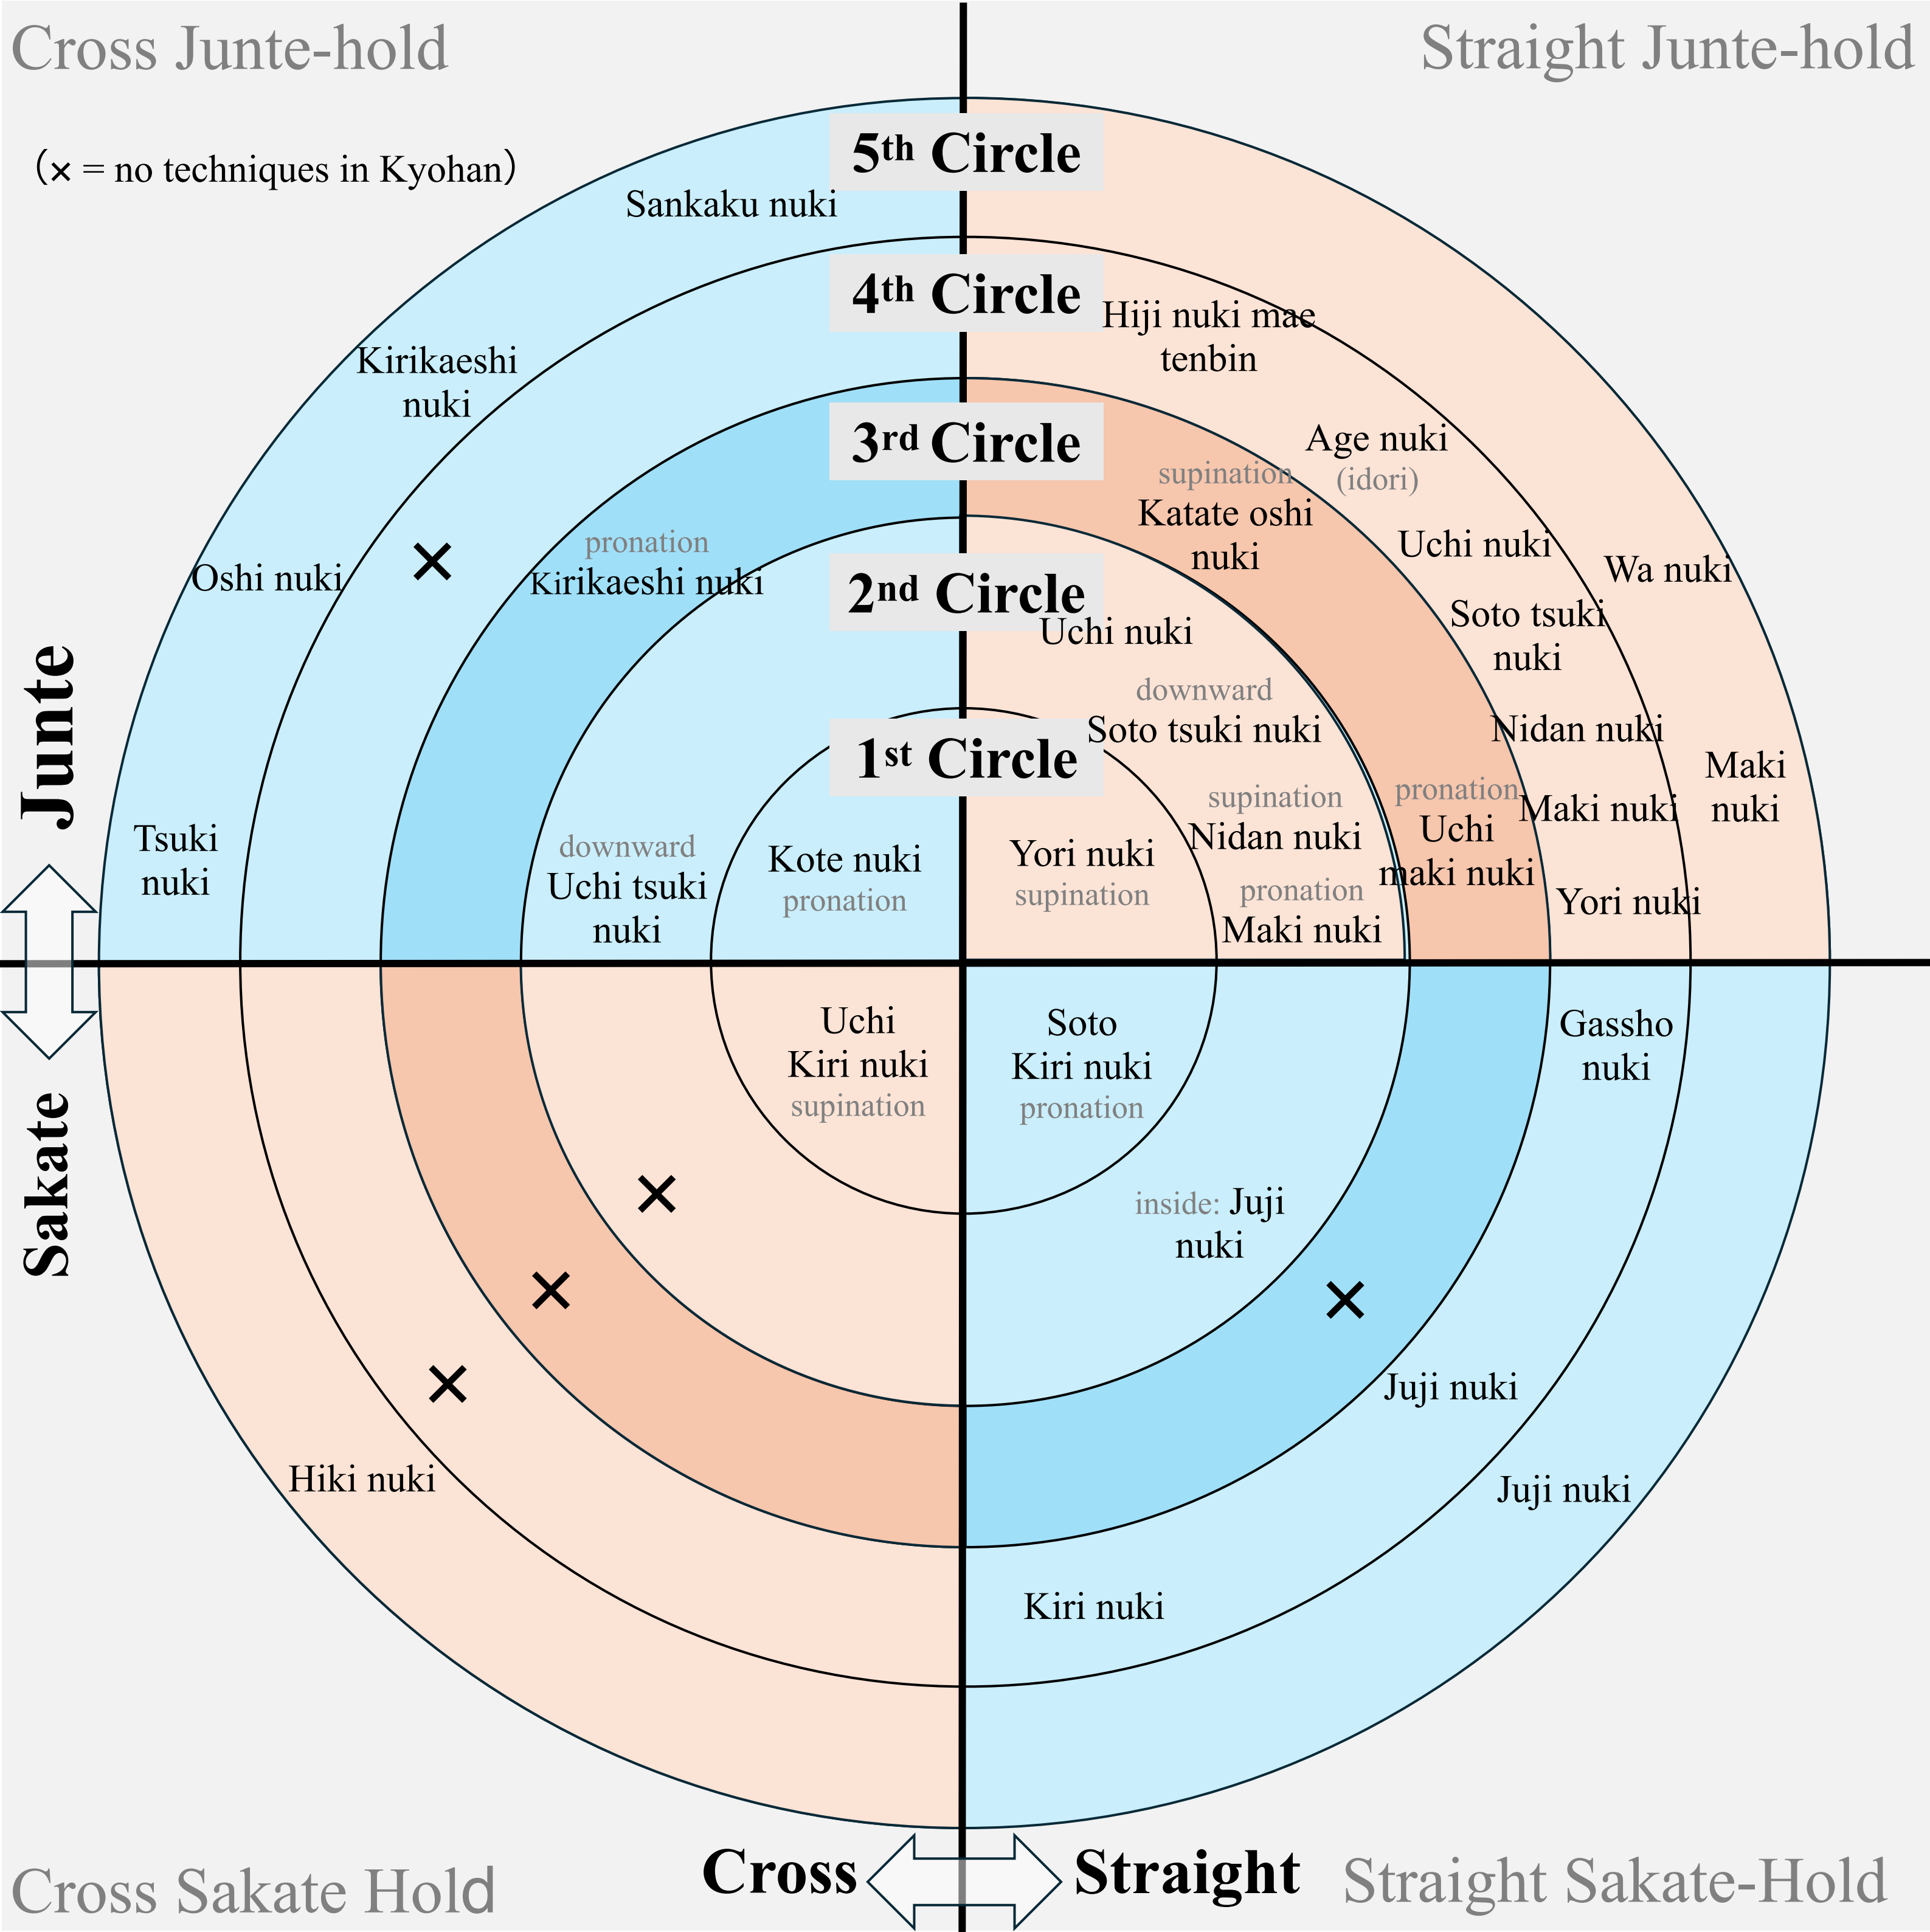 Cross Junte-hold
Straight Junte-hold
(× = no techniques in Kyohan)
5th Circle
Sankaku nuki
4th Circle
Hiji nuki mae
tenbin
Kirikaeshi
nuki
3rd Circle
Age nuki
(idori)
supination
Katate oshi
nuki
pronation
Kirikaeshi nuki
Uchi nuki
Wa nuki
Oshi nuki
×
2nd Circle
Uchi nuki
Soto tsuki
nuki
downward
Soto tsuki nuki
Nidan nuki
1st Circle
Maki
nuki
supination
Nidan nuki
pronation
Uchi
maki nuki
Maki nuki
Junte
Tsuki
nuki
downward
Uchi tsuki
nuki
Kote nuki
pronation
Yori nuki
supination
pronation
Maki nuki
Yori nuki
Uchi
Kiri nuki
supination
Soto
Kiri nuki
pronation
Gassho
nuki
Sakate
×
inside: Juji
nuki
×
×
×
Juji nuki
Hiki nuki
Juji nuki
Kiri nuki
Cross
Straight
Cross Sakate Hold
Straight Sakate-Hold